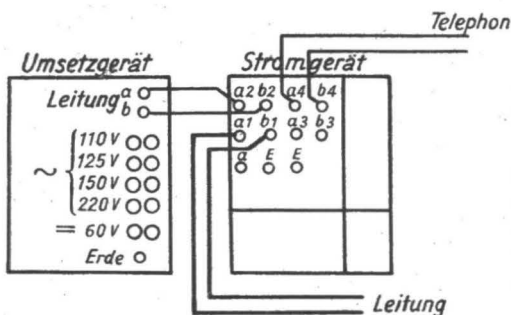 Telephon
Umsetzgerät
Stromgerät
Leitung a
b
110 V
125 V
~ 150 V
220 V
= 60 V
Erde
a2 b2 a4 b4
a1 b1 a3 b3
a E E
Leitung